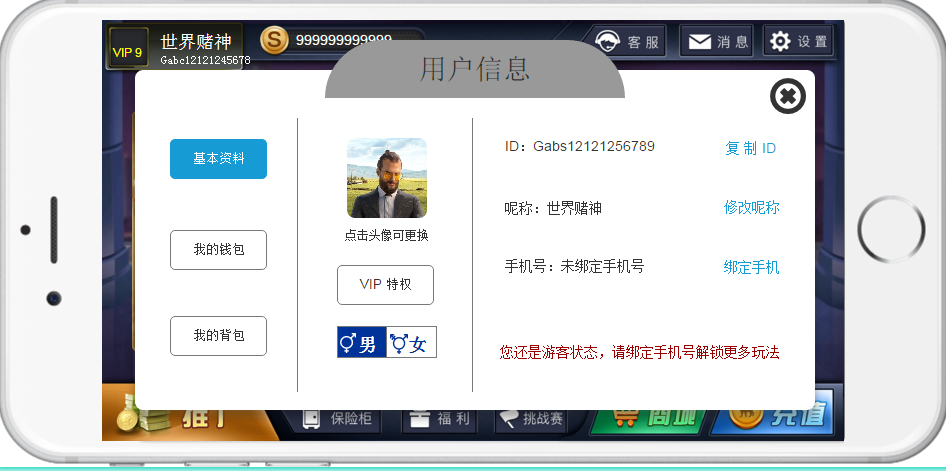 VIP 9
世界赌神
Gabc12121245678
S
999999999999
客 服
消 息
设 置
用户信息
基本资料
我的钱包
我的背包
点击头像可更换
VIP 特权
男
女
ID：Gabs12121256789
复 制 ID
昵称：世界赌神
修改昵称
手机号：未绑定手机号
绑定手机
您还是游客状态，请绑定手机号解锁更多玩法
保险柜
福 利
挑战赛
商城
充值